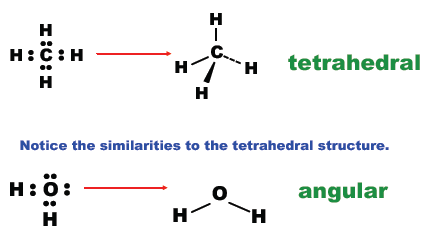 H H
H : C : H C tetrahedral
H H H
H
Notice the similarities to the tetrahedral structure.
H : O : O angular
H H H